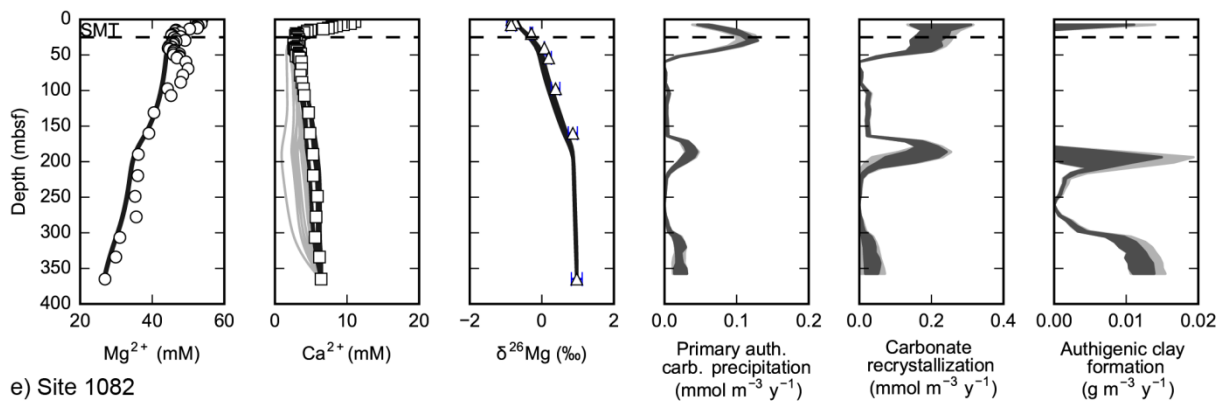 0
50
100
150
200
250
300
350
400
Depth (mbsf)
SMT
20 40 60
Mg²⁺ (mM)
0 10 20
Ca²⁺ (mM)
−2 0 2
δ²⁶Mg (‰)
0.0 0.1 0.2
Primary auth.
carb. precipitation
(mmol m⁻³ y⁻¹)
0.0 0.2 0.4
Carbonate
recrystallization
(mmol m⁻³ y⁻¹)
0.00 0.01 0.02
Authigenic clay
formation
(g m⁻³ y⁻¹)
e) Site 1082